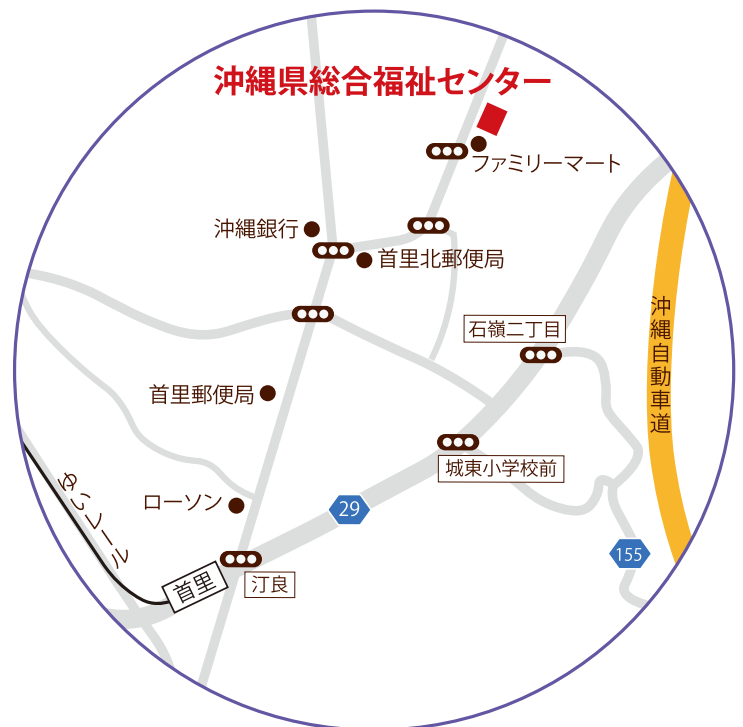 沖縄県総合福祉センター
ファミリーマート
沖縄銀行
首里北郵便局
石嶺二丁目
沖縄自動車道
首里郵便局
城東小学校前
ゆいレール
ローソン
29
155
首里
汀良